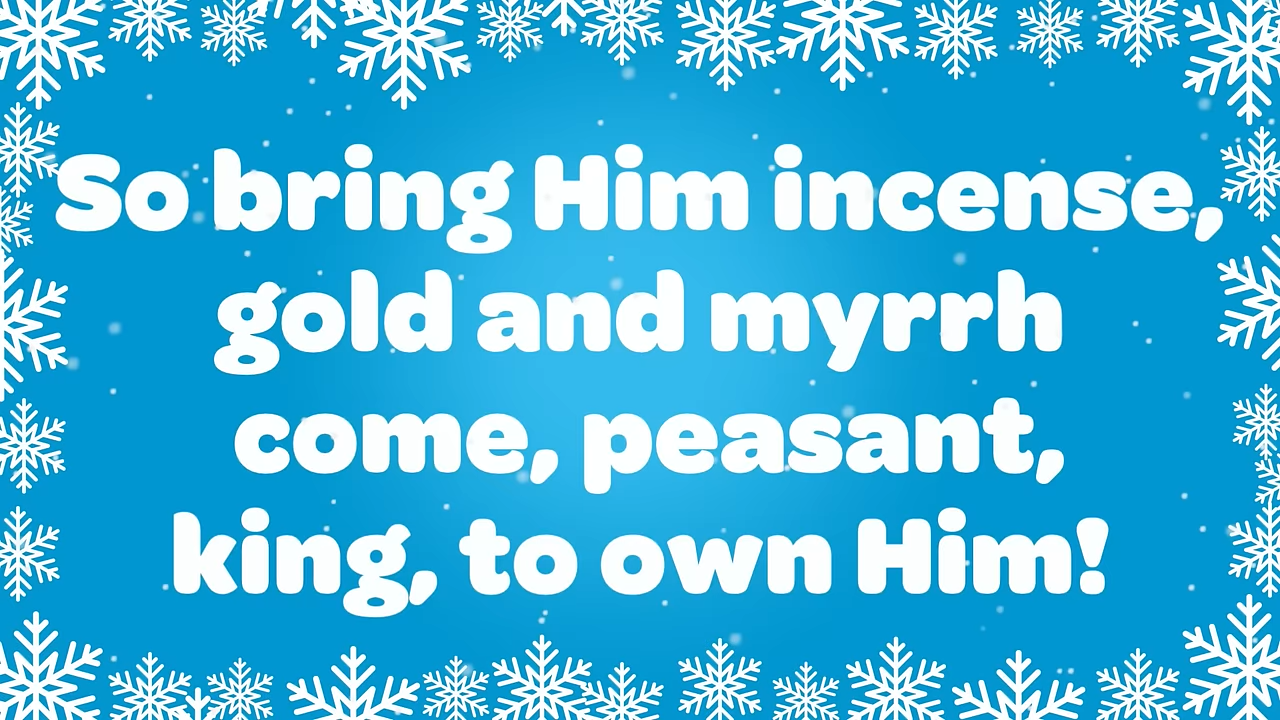 So bring Him incense,
gold and myrrh
come, peasant,
king, to own Him!